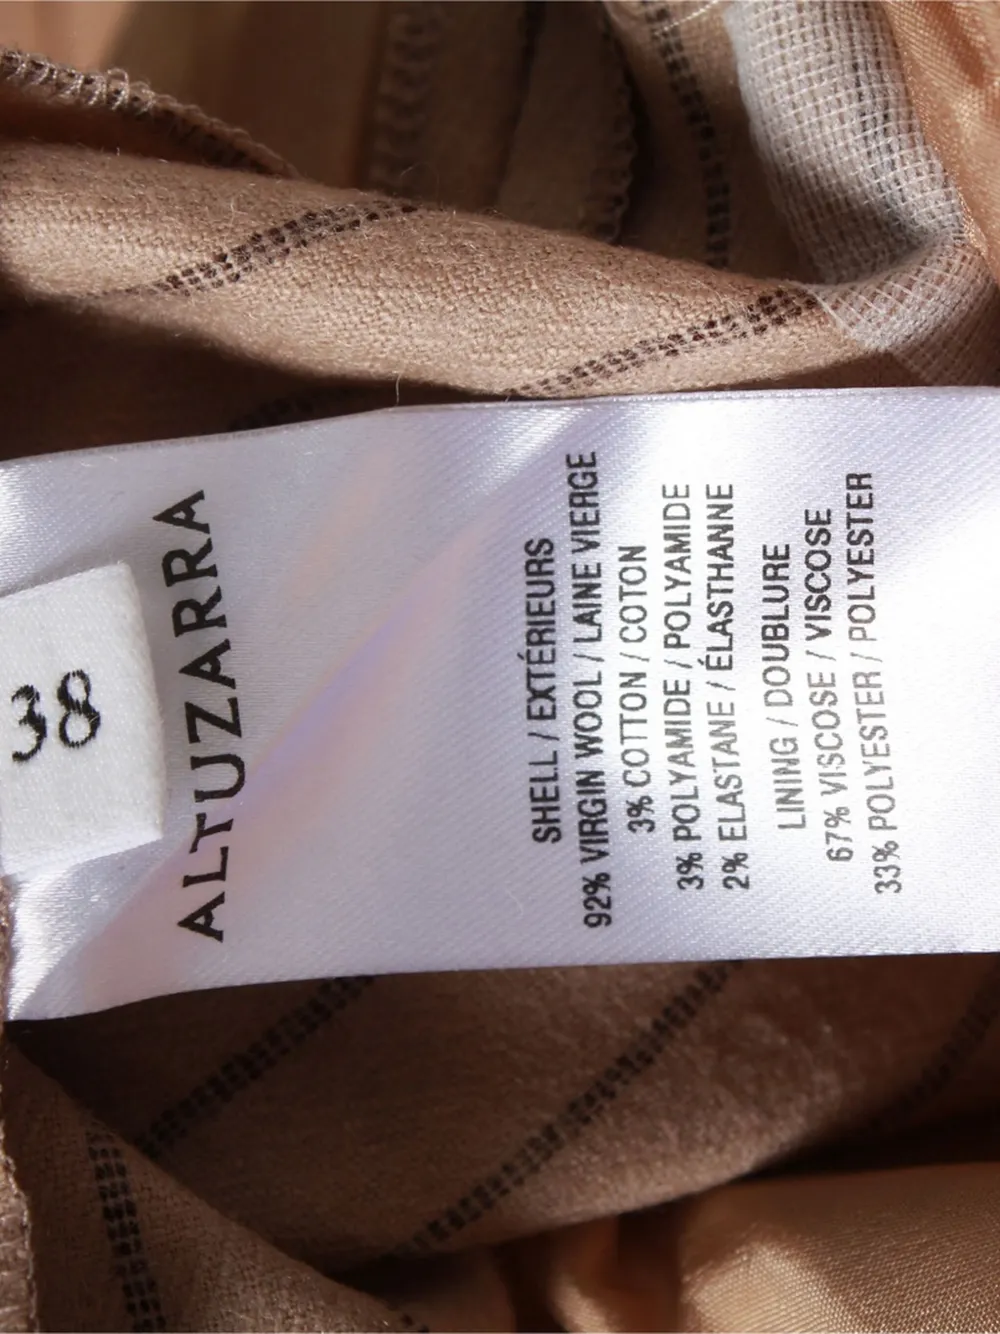 38
ALTUZARRA
SHELL / EXTÉRIEURS
92% VIRGIN WOOL / LAINE VIERGE
3% COTTON / COTON
3% POLYAMIDE / POLYAMIDE
2% ELASTANE / ÉLASTHANNE
LINING / DOUBLURE
67% VISCOSE / VISCOSE
33% POLYESTER / POLYESTER